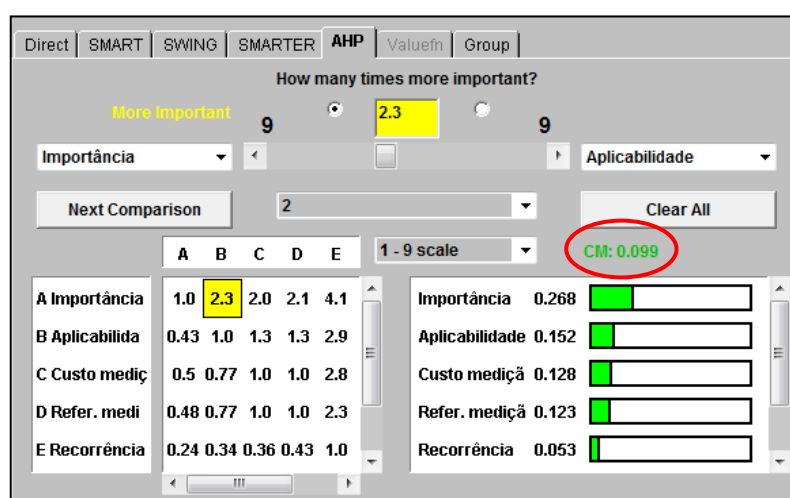 Direct SMART SWING SMARTER AHP Valuefn Group
How many times more important?
More Important 9 2.3 9
Importância Aplicabilidade
Next Comparison 2 Clear All
A B C D E 1 - 9 scale CM: 0.099
A Importância 1.0 2.3 2.0 2.1 4.1 Importância 0.268
B Aplicabilida 0.43 1.0 1.3 1.3 2.9 Aplicabilidade 0.152
C Custo mediç 0.5 0.77 1.0 1.0 2.8 Custo mediçã 0.128
D Refer. medi 0.48 0.77 1.0 1.0 2.3 Refer. mediçã 0.123
E Recorrência 0.24 0.34 0.36 0.43 1.0 Recorrência 0.053